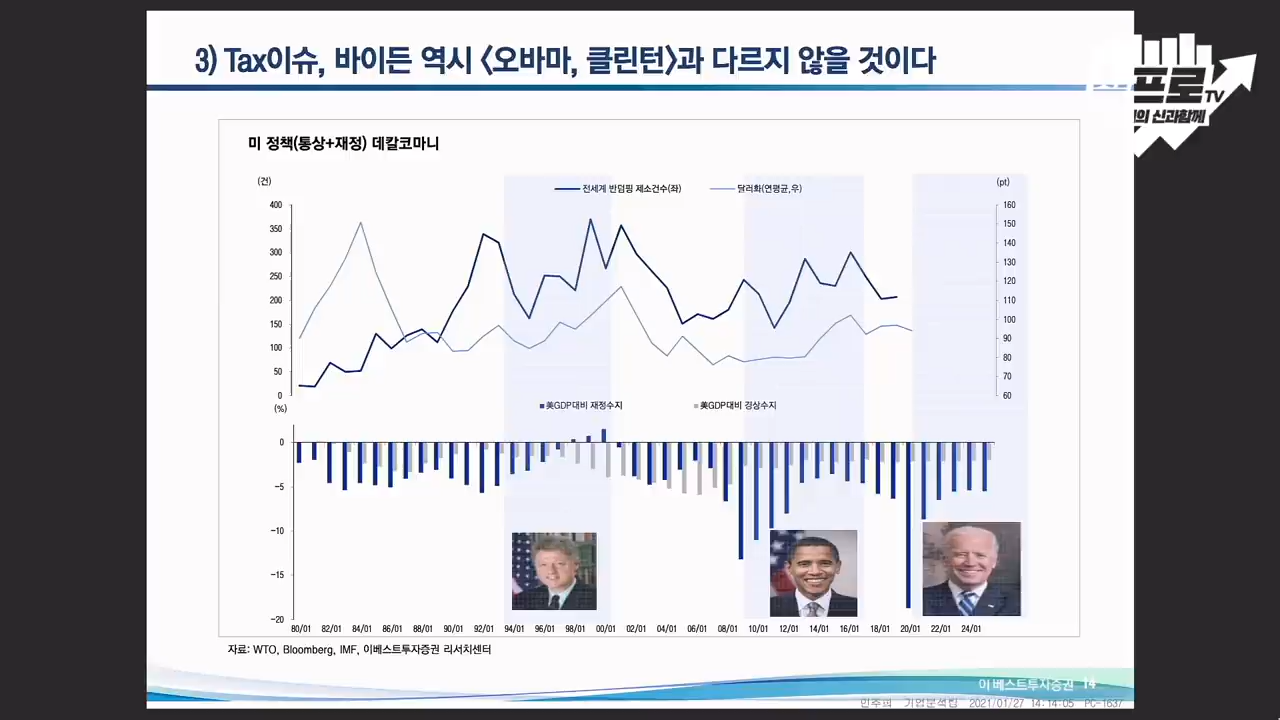 3) Tax이슈, 바이든 역시 <오바마, 클린턴>과 다르지 않을 것이다
프로TV
의 신과함께
미 정책(통상+재정) 데칼코마니
(건)
(pt)
전세계 반덤핑 제소건수(좌)
달러화(연평균,우)
400
350
300
250
200
150
100
50
0
160
150
140
130
120
110
100
90
80
70
60
(%)
美GDP대비 재정수지
美GDP대비 경상수지
0
-5
-10
-15
-20
80/01 82/01 84/01 86/01 88/01 90/01 92/01 94/01 96/01 98/01 00/01 02/01 04/01 06/01 08/01 10/01 12/01 14/01 16/01 18/01 20/01 22/01 24/01
자료: WTO, Bloomberg, IMF, 이베스트투자증권 리서치센터
이베스트투자증권 14
기업분석팀 2021/01/27 14:14:05 PC-1637